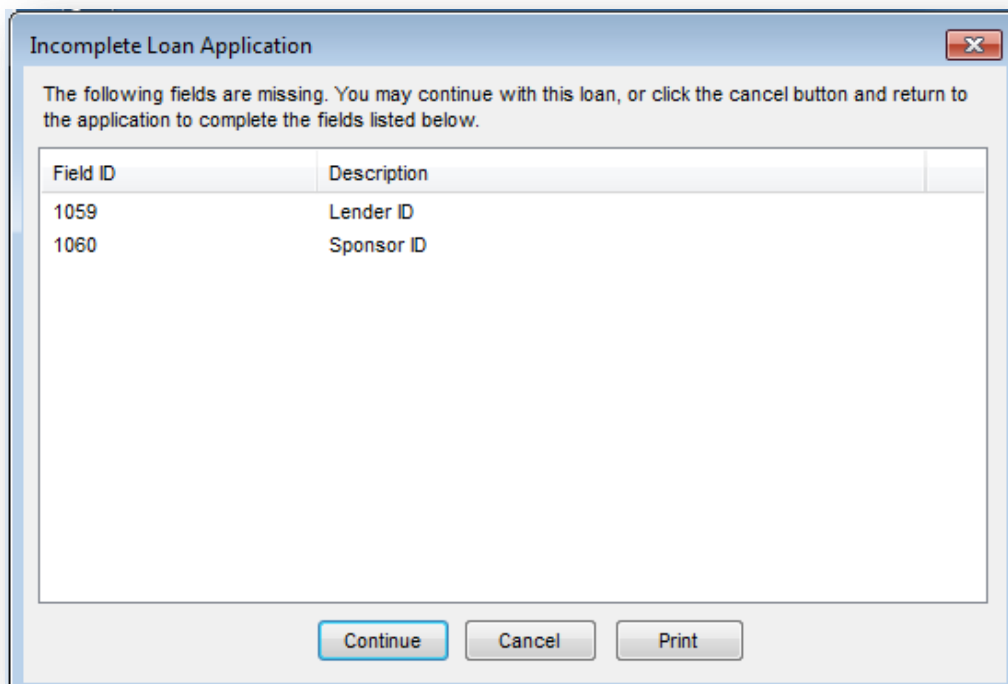 Incomplete Loan Application
The following fields are missing. You may continue with this loan, or click the cancel button and return to
the application to complete the fields listed below.
Field ID Description
1059 Lender ID
1060 Sponsor ID
Continue Cancel Print